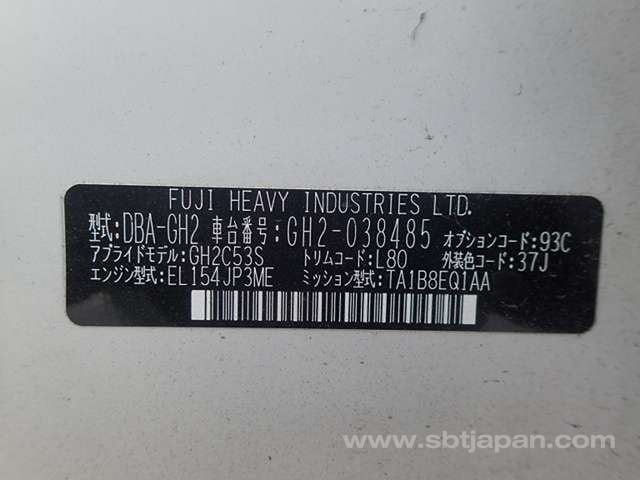 FUJI HEAVY INDUSTRIES LTD.
型式:DBA-GH2 車台番号:GH2-038485 オプションコード:93C
アプライドモデル:GH2C53S トリムコード:L80 外装色コード:37J
エンジン型式:EL154JP3ME ミッション型式:TA1B8EQ1AA
www.sbtjapan.com